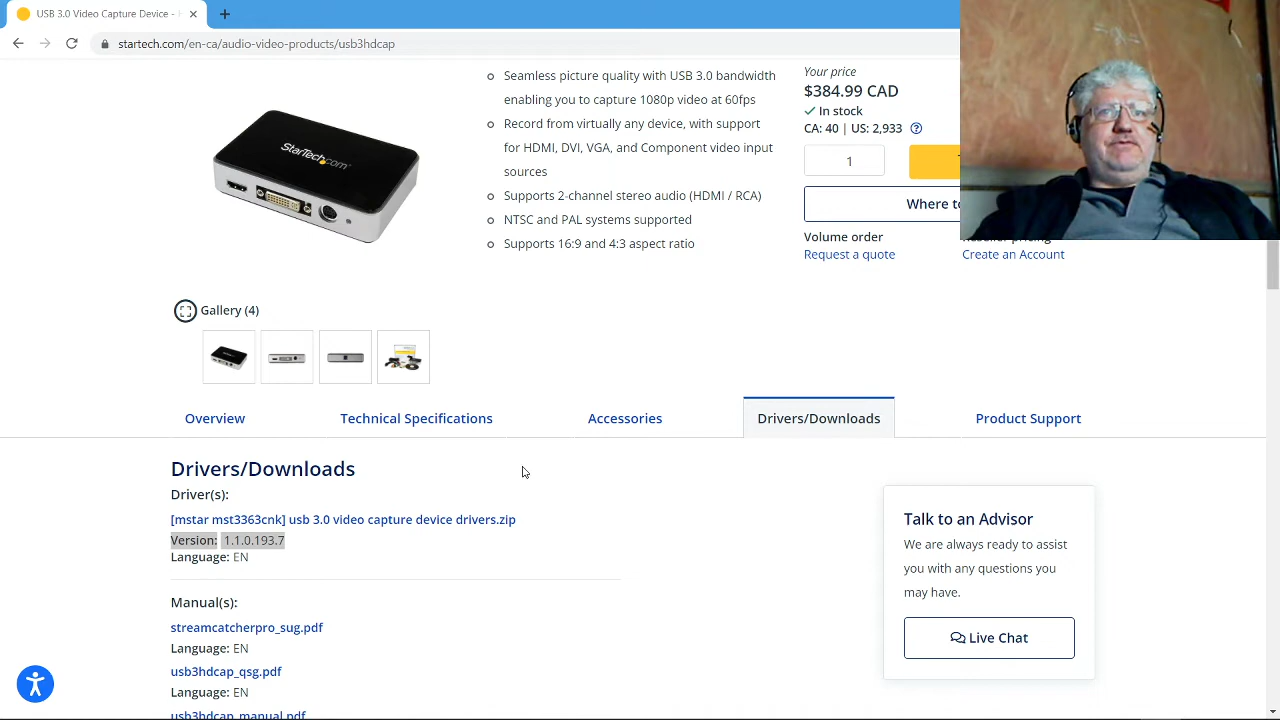 USB 3.0 Video Capture Device -
startech.com/en-ca/audio-video-products/usb3hdcap
StarTech.com
Seamless picture quality with USB 3.0 bandwidth
enabling you to capture 1080p video at 60fps
Record from virtually any device, with support
for HDMI, DVI, VGA, and Component video input
sources
Supports 2-channel stereo audio (HDMI / RCA)
NTSC and PAL systems supported
Supports 16:9 and 4:3 aspect ratio
Your price
$384.99 CAD
In stock
CA: 40 | US: 2,933
1
Where to
Volume order
Request a quote
Reseller pricing
Create an Account
Gallery (4)
Overview
Technical Specifications
Accessories
Drivers/Downloads
Product Support
Drivers/Downloads
Driver(s):
[mstar mst3363cnk] usb 3.0 video capture device drivers.zip
Version: 1.1.0.193.7
Language: EN
Manual(s):
streamcatcherpro_sug.pdf
Language: EN
usb3hdcap_qsg.pdf
Language: EN
usb3hdcap_manual.pdf
Talk to an Advisor
We are always ready to assist
you with any questions you
may have.
Live Chat